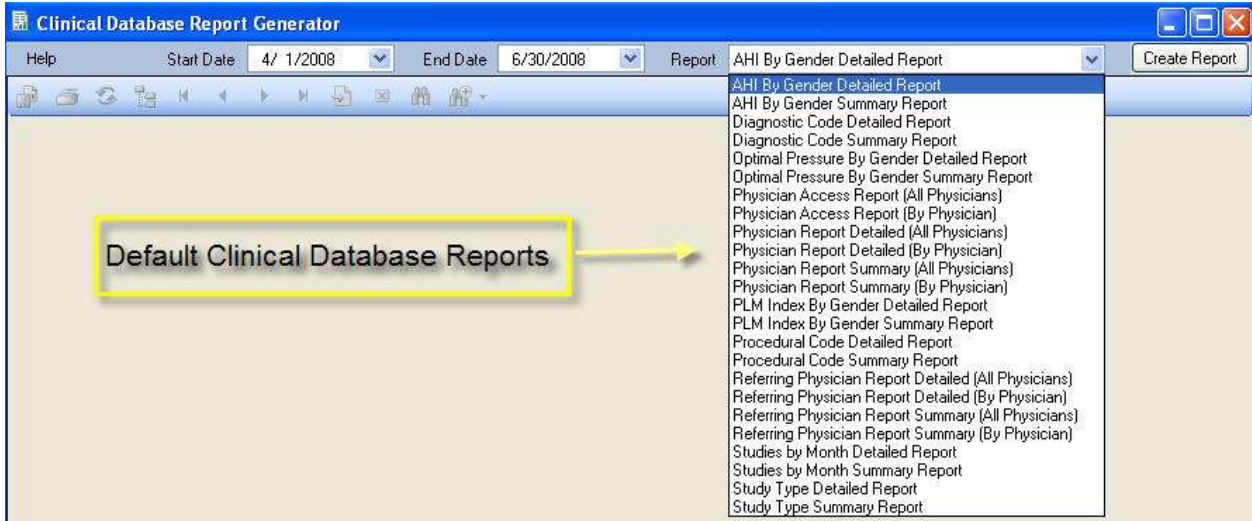 Clinical Database Report Generator
Help Start Date 4/ 1/2008 End Date 6/30/2008 Report AHI By Gender Detailed Report Create Report
AHI By Gender Detailed Report
AHI By Gender Summary Report
Diagnostic Code Detailed Report
Diagnostic Code Summary Report
Optimal Pressure By Gender Detailed Report
Optimal Pressure By Gender Summary Report
Physician Access Report (All Physicians)
Physician Access Report (By Physician)
Physician Report Detailed (All Physicians)
Physician Report Detailed (By Physician)
Physician Report Summary (All Physicians)
Physician Report Summary (By Physician)
PLM Index By Gender Detailed Report
PLM Index By Gender Summary Report
Procedural Code Detailed Report
Procedural Code Summary Report
Referring Physician Report Detailed (All Physicians)
Referring Physician Report Detailed (By Physician)
Referring Physician Report Summary (All Physicians)
Referring Physician Report Summary (By Physician)
Studies by Month Detailed Report
Studies by Month Summary Report
Study Type Detailed Report
Study Type Summary Report
Default Clinical Database Reports